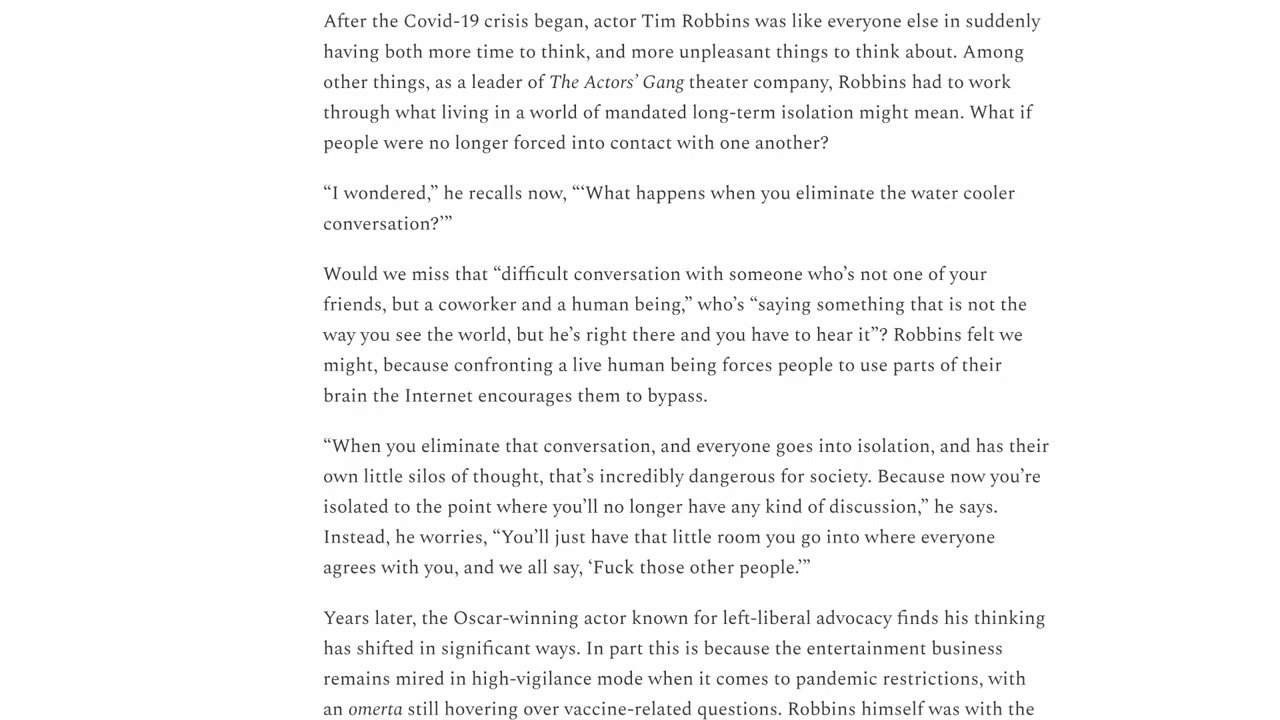 After the Covid-19 crisis began, actor Tim Robbins was like everyone else in suddenly
having both more time to think, and more unpleasant things to think about. Among
other things, as a leader of The Actors’ Gang theater company, Robbins had to work
through what living in a world of mandated long-term isolation might mean. What if
people were no longer forced into contact with one another?
“I wondered,” he recalls now, “‘What happens when you eliminate the water cooler
conversation?’”
Would we miss that “difficult conversation with someone who’s not one of your
friends, but a coworker and a human being,” who’s “saying something that is not the
way you see the world, but he’s right there and you have to hear it”? Robbins felt we
might, because confronting a live human being forces people to use parts of their
brain the Internet encourages them to bypass.
“When you eliminate that conversation, and everyone goes into isolation, and has their
own little silos of thought, that’s incredibly dangerous for society. Because now you’re
isolated to the point where you’ll no longer have any kind of discussion,” he says.
Instead, he worries, “You’ll just have that little room you go into where everyone
agrees with you, and we all say, ‘Fuck those other people.’”
Years later, the Oscar-winning actor known for left-liberal advocacy finds his thinking
has shifted in significant ways. In part this is because the entertainment business
remains mired in high-vigilance mode when it comes to pandemic restrictions, with
an omerta still hovering over vaccine-related questions. Robbins himself was with the